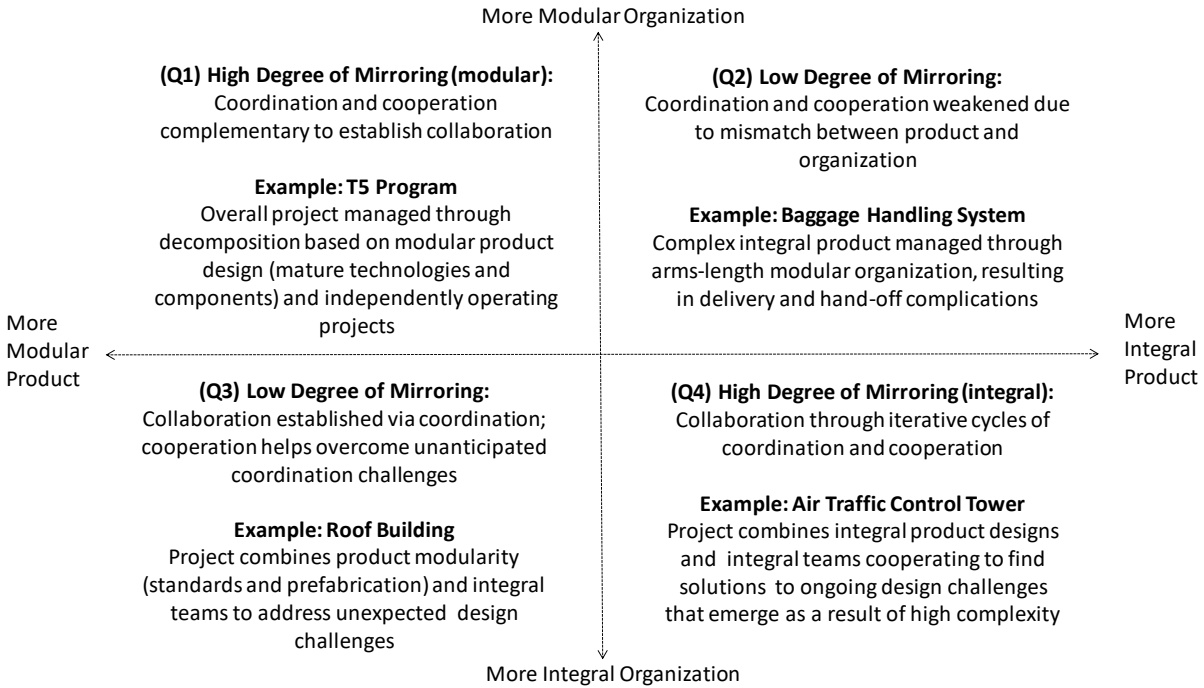 More Modular Organization
(Q1) High Degree of Mirroring (modular):
Coordination and cooperation
complementary to establish collaboration
Example: T5 Program
Overall project managed through
decomposition based on modular product
design (mature technologies and
components) and independently operating
projects
(Q2) Low Degree of Mirroring:
Coordination and cooperation weakened due
to mismatch between product and
organization
Example: Baggage Handling System
Complex integral product managed through
arms-length modular organization, resulting
in delivery and hand-off complications
More
Modular
Product
More
Integral
Product
(Q3) Low Degree of Mirroring:
Collaboration established via coordination;
cooperation helps overcome unanticipated
coordination challenges
Example: Roof Building
Project combines product modularity
(standards and prefabrication) and integral
teams to address unexpected design
challenges
(Q4) High Degree of Mirroring (integral):
Collaboration through iterative cycles of
coordination and cooperation
Example: Air Traffic Control Tower
Project combines integral product designs
and integral teams cooperating to find
solutions to ongoing design challenges
that emerge as a result of high complexity
More Integral Organization